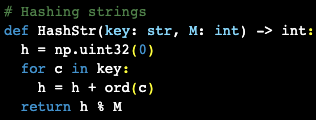 # Hashing strings
def HashStr(key: str, M: int) -> int:
  h = np.uint32(0)
  for c in key:
    h = h + ord(c)
  return h % M